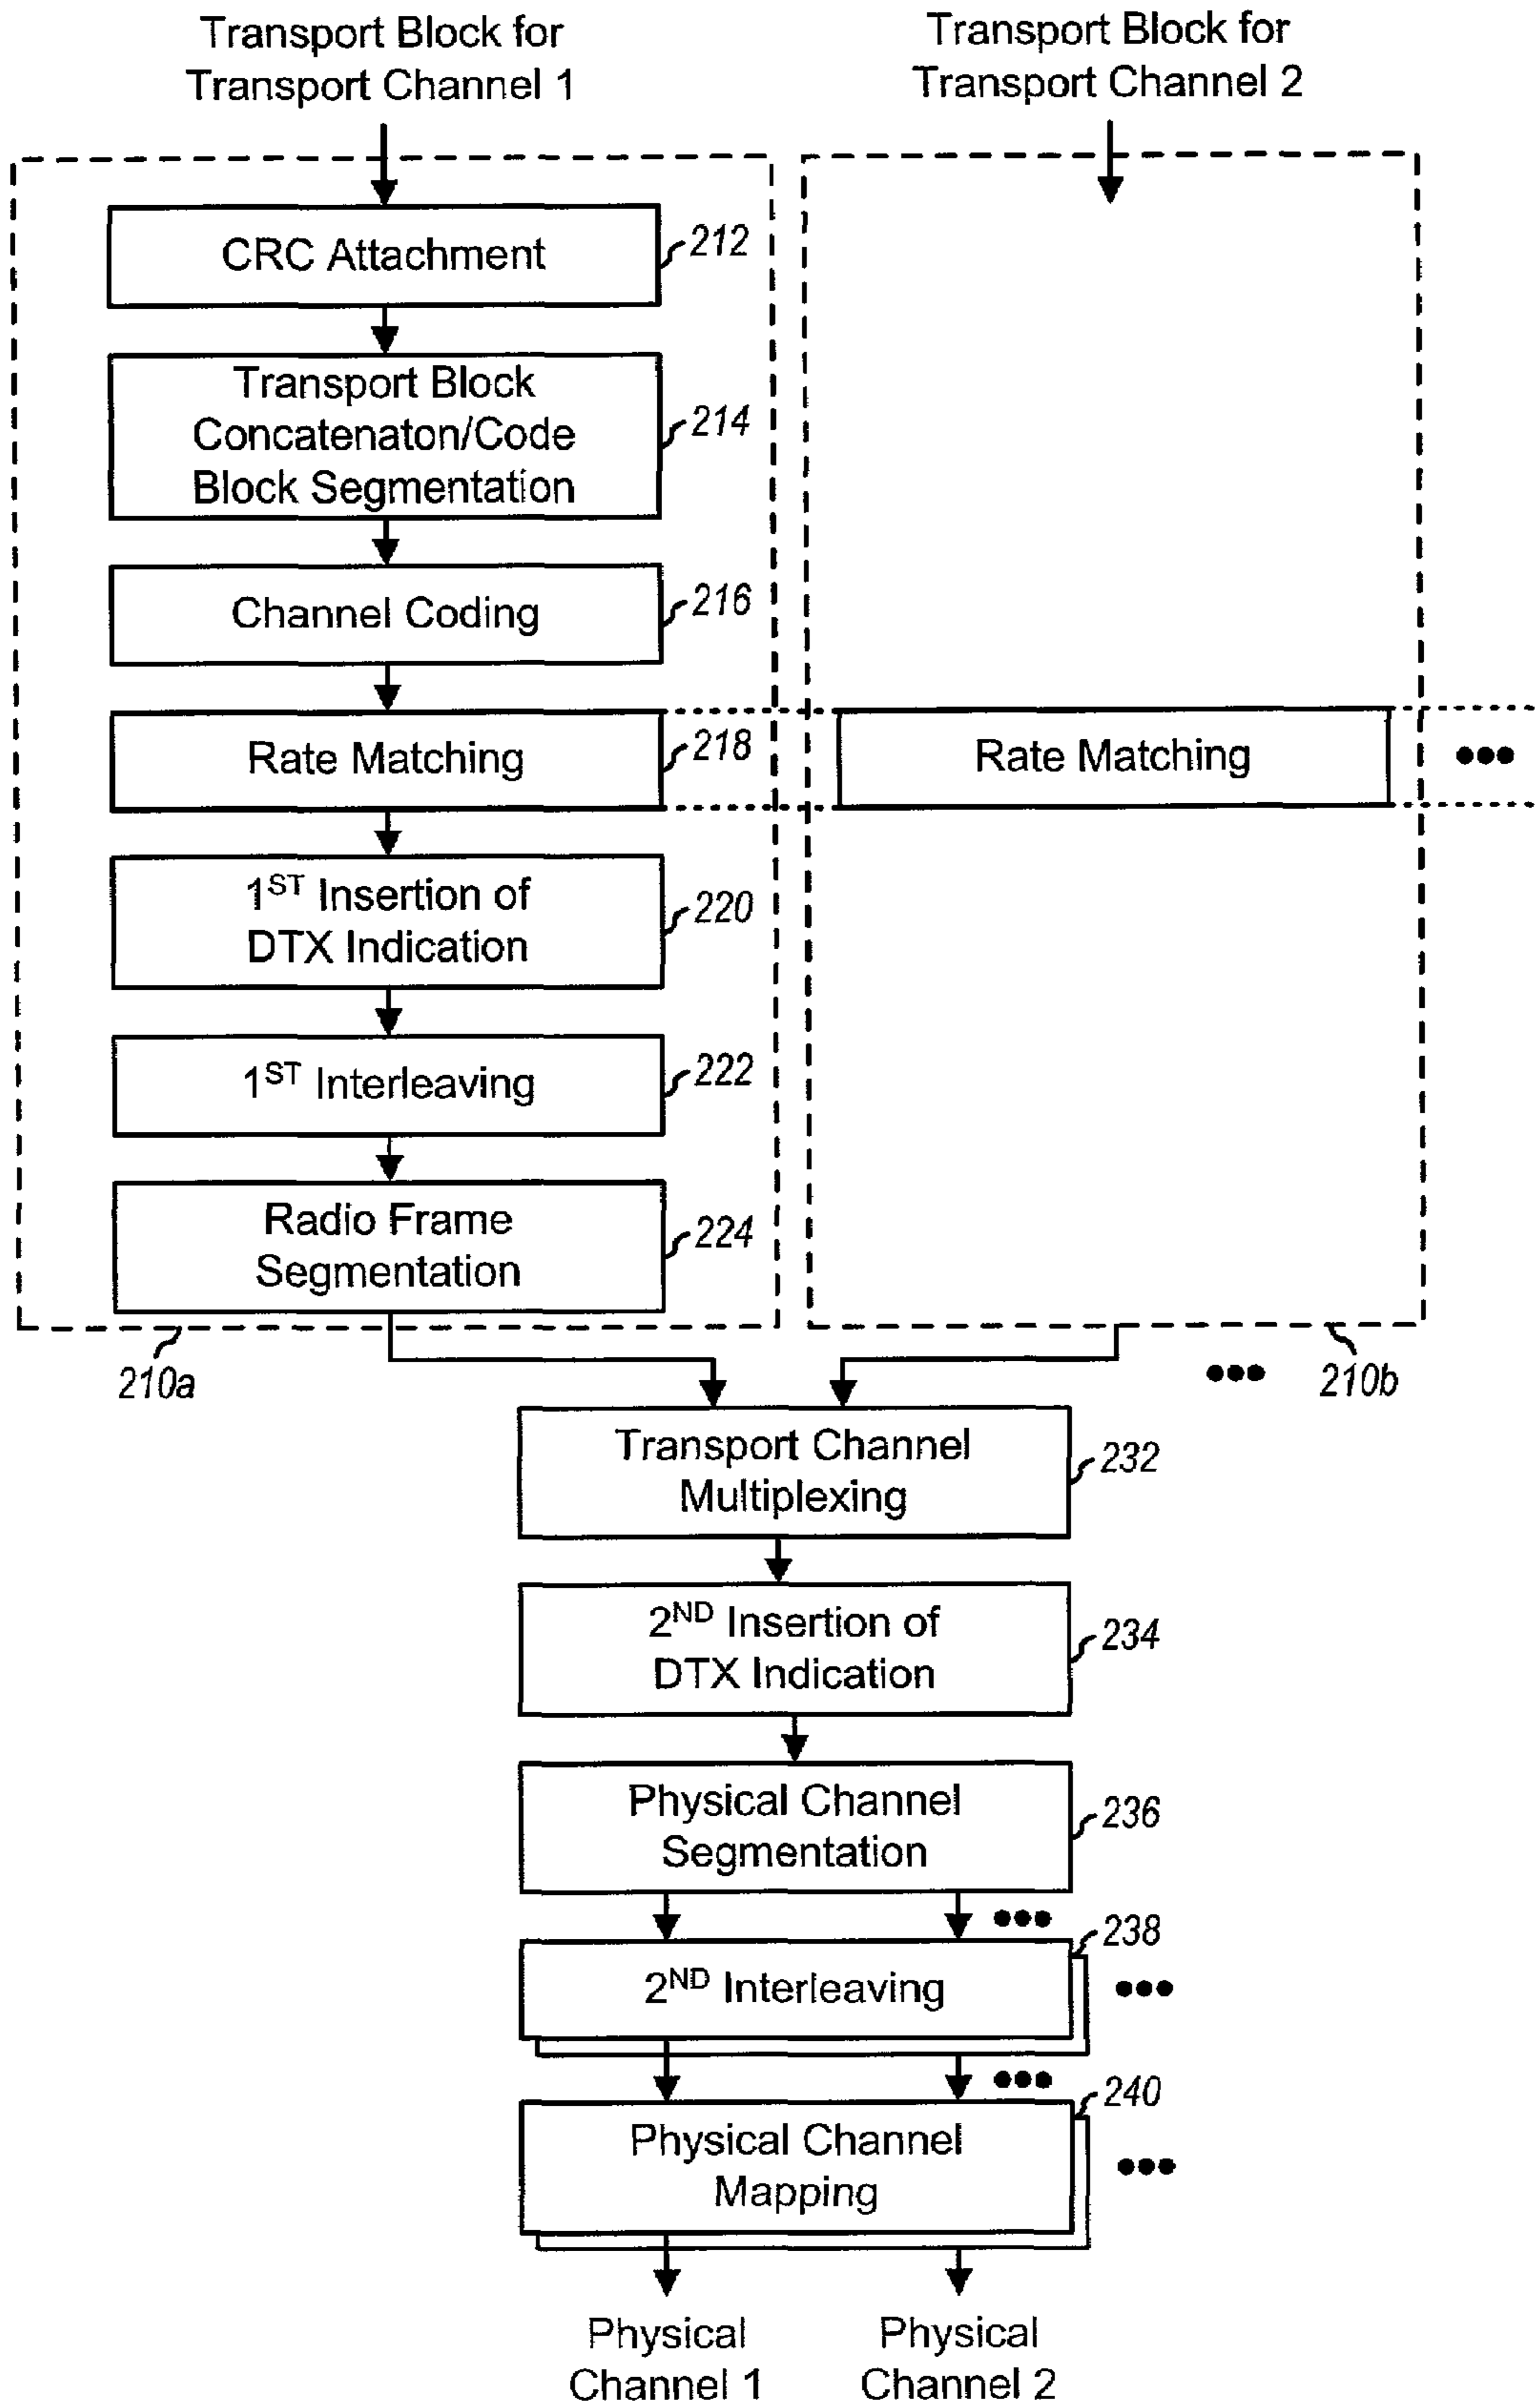 Transport Block for
Transport Channel 1
Transport Block for
Transport Channel 2
CRC Attachment
212
Transport Block
Concatenaton/Code
Block Segmentation
214
Channel Coding
216
Rate Matching
218
Rate Matching
1ST Insertion of
DTX Indication
220
1ST Interleaving
222
Radio Frame
Segmentation
224
210a
210b
Transport Channel
Multiplexing
232
2ND Insertion of
DTX Indication
234
Physical Channel
Segmentation
236
2ND Interleaving
238
Physical Channel
Mapping
240
Physical
Channel 1
Physical
Channel 2